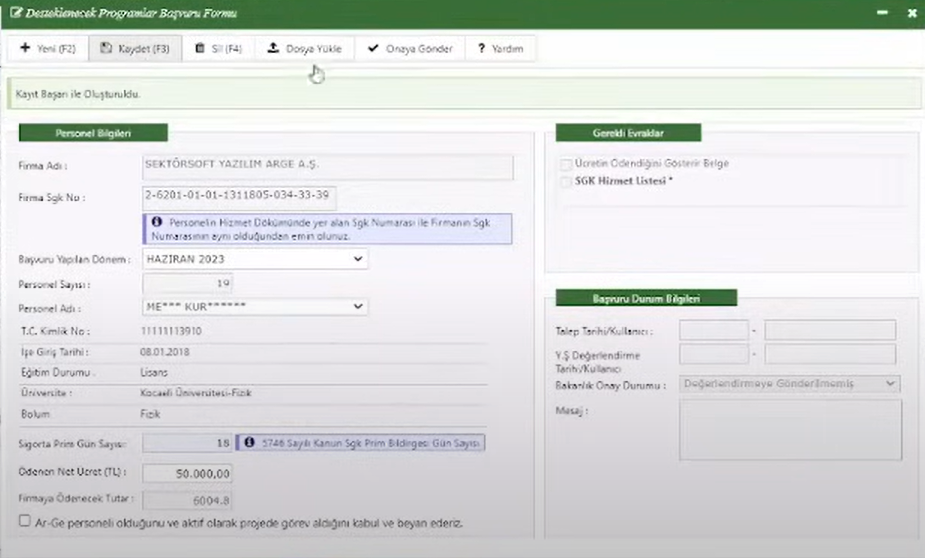 Desteklenecek Programlar Başvuru Formu
Yeni (F2) Kaydet (F3) Sil (F4) Dosya Yükle Onaya Gönder ? Yardım
Kayıt Başarı ile Oluşturuldu.
Personel Bilgileri
Firma Adı : SEKTÖRSOFT YAZILIM ARGE A.Ş.
Firma Sgk No : 2-6201-01-01-1311805-034-33-39
Personelin Hizmet Dökümünde yer alan Sgk Numarası ile Firmanın Sgk
Numarasının aynı olduğundan emin olunuz.
Başvuru Yapılan Dönem : HAZİRAN 2023
Personel Sayısı : 19
Personel Adı : ME*** KUR******
T.C. Kimlik No : 11111113910
İşe Giriş Tarihi : 08.01.2018
Eğitim Durumu : Lisans
Üniversite : Kocaeli Üniversitesi-Fizik
Bölüm Fizik
Sigorta Prim Gün Sayısı: 18 5746 Sayılı Kanun Sgk Prim Bildirgesi Gün Sayısı
Ödenen Net Ücret (TL) : 50.000,00
Firmaya Ödenecek Tutar : 6004.8
Ar-Ge personeli olduğunu ve aktif olarak projede görev aldığını kabul ve beyan ederiz.
Gerekli Evraklar
Ücretin Ödendiğini Gösterir Belge
SGK Hizmet Listesi *
Başvuru Durum Bilgileri
Talep Tarihi/Kullanıcı : -
Y.Ş Değerlendirme -
Tarihi/Kullanıcı
Bakanlık Onay Durumu : Değerlendirmeye Gönderilmemiş
Mesaj :